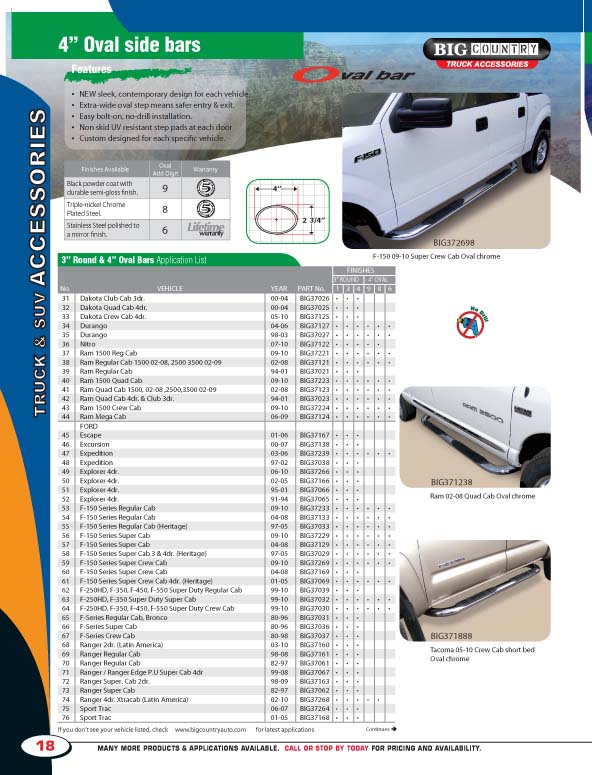 4” Oval side bars
BIG COUNTRY
TRUCK ACCESSORIES
Features
Oval bar
• NEW sleek, contemporary design for each vehicle.
• Extra-wide oval step means safer entry & exit.
• Easy bolt-on, no-drill installation.
• Non skid UV resistant step pads at each door
• Custom designed for each specific vehicle.
Finishes Available Oval Add Digit Warranty
Black powder coat with durable semi-gloss finish. 9 5
Triple-nickel Chrome Plated Steel. 8 5
Stainless Steel polished to a mirror finish. 6 Lifetime warranty
4”
2 3/4”
F-150
BIG372698
F-150 09-10 Super Crew Cab Oval chrome
TRUCK & SUV ACCESSORIES
3” Round & 4” Oval Bars Application List
FINISHES
3” ROUND 4” OVAL
No. VEHICLE YEAR PART No. 1 3 4 9 8 6
31 Dakota Club Cab 3dr. 00-04 BIG37026 • • •
32 Dakota Quad Cab 4dr. 00-04 BIG37025 • • •
33 Dakota Crew Cab 4dr. 05-10 BIG37125 • • •
34 Durango 04-06 BIG37127 • • • • • •
35 Durango 98-03 BIG37027 • • • • • •
36 Nitro 07-10 BIG37122 • • • • •
37 Ram 1500 Reg Cab 09-10 BIG37221 • • • • • •
38 Ram Regular Cab 1500 02-08, 2500 3500 02-09 02-08 BIG37121 • • • • • •
39 Ram Regular Cab 94-01 BIG37021 • • •
40 Ram 1500 Quad Cab 09-10 BIG37223 • • • • • •
41 Ram Quad Cab 1500, 02-08 ,2500,3500 02-09 02-08 BIG37123 • • • • • •
42 Ram Quad Cab 4dr. & Club 3dr. 94-01 BIG37023 • • • • • •
43 Ram 1500 Crew Cab 09-10 BIG37224 • • • • • •
44 Ram Mega Cab 06-09 BIG37124 • • • • • •
FORD
45 Escape 01-06 BIG37167 • • •
46 Excursion 00-07 BIG37138 • • •
47 Expedition 03-06 BIG37239 • • • • • •
48 Expedition 97-02 BIG37038 • • •
49 Explorer 4dr. 06-10 BIG37266 • • •
50 Explorer 4dr. 02-05 BIG37166 • • •
51 Explorer 4dr. 95-01 BIG37066 • • •
52 Explorer 4dr. 91-94 BIG37065 • • •
53 F-150 Series Regular Cab 09-10 BIG37233 • • • • • •
54 F-150 Series Regular Cab 04-08 BIG37133 • • • • • •
55 F-150 Series Regular Cab (Heritage) 97-05 BIG37033 • • • • • •
56 F-150 Series Super Cab 09-10 BIG37229 • • • • • •
57 F-150 Series Super Cab 04-08 BIG37129 • • • • • •
58 F-150 Series Super Cab 3 & 4dr. (Heritage) 97-05 BIG37029 • • • • • •
59 F-150 Series Super Crew Cab 09-10 BIG37269 • • • • • •
60 F-150 Series Super Crew Cab 04-08 BIG37169 • • •
61 F-150 Series Super Crew Cab 4dr. (Heritage) 01-05 BIG37069 • • • • • •
62 F-250HD, F-350, F-450, F-550 Super Duty Regular Cab 99-10 BIG37039 • • •
63 F-250HD, F-350 Super Duty Super Cab 99-10 BIG37032 • • • • • •
64 F-250HD, F-350, F-450, F-550 Super Duty Crew Cab 99-10 BIG37030 • • • • • •
65 F-Series Regular Cab, Bronco 80-96 BIG37031 • • •
66 F-Series Super Cab 80-96 BIG37036 • • •
67 F-Series Crew Cab 80-98 BIG37037 • • •
68 Ranger 2dr. (Latin America) 03-10 BIG37160 • • •
69 Ranger Regular Cab 98-08 BIG37161 • • •
70 Ranger Regular Cab 82-97 BIG37061 • • •
71 Ranger / Ranger Edge P.U Super Cab 4dr 99-08 BIG37067 • • •
72 Ranger Super. Cab 2dr. 98-09 BIG37163 • • •
73 Ranger Super Cab 82-97 BIG37062 • • •
74 Ranger 4dr. Xtracab (Latin America) 02-10 BIG37268 • • • • •
75 Sport Trac 06-07 BIG37264 • • •
76 Sport Trac 01-05 BIG37168 • • •
If you don't see your vehicle listed, check www.bigcountryauto.com for latest applications Continues
No Drill
RAM 2500
BIG371238
Ram 02-08 Quad Cab Oval chrome
BIG371888
Tacoma 05-10 Crew Cab short bed
Oval chrome
18 MANY MORE PRODUCTS & APPLICATIONS AVAILABLE. CALL OR STOP BY TODAY FOR PRICING AND AVAILABILITY.